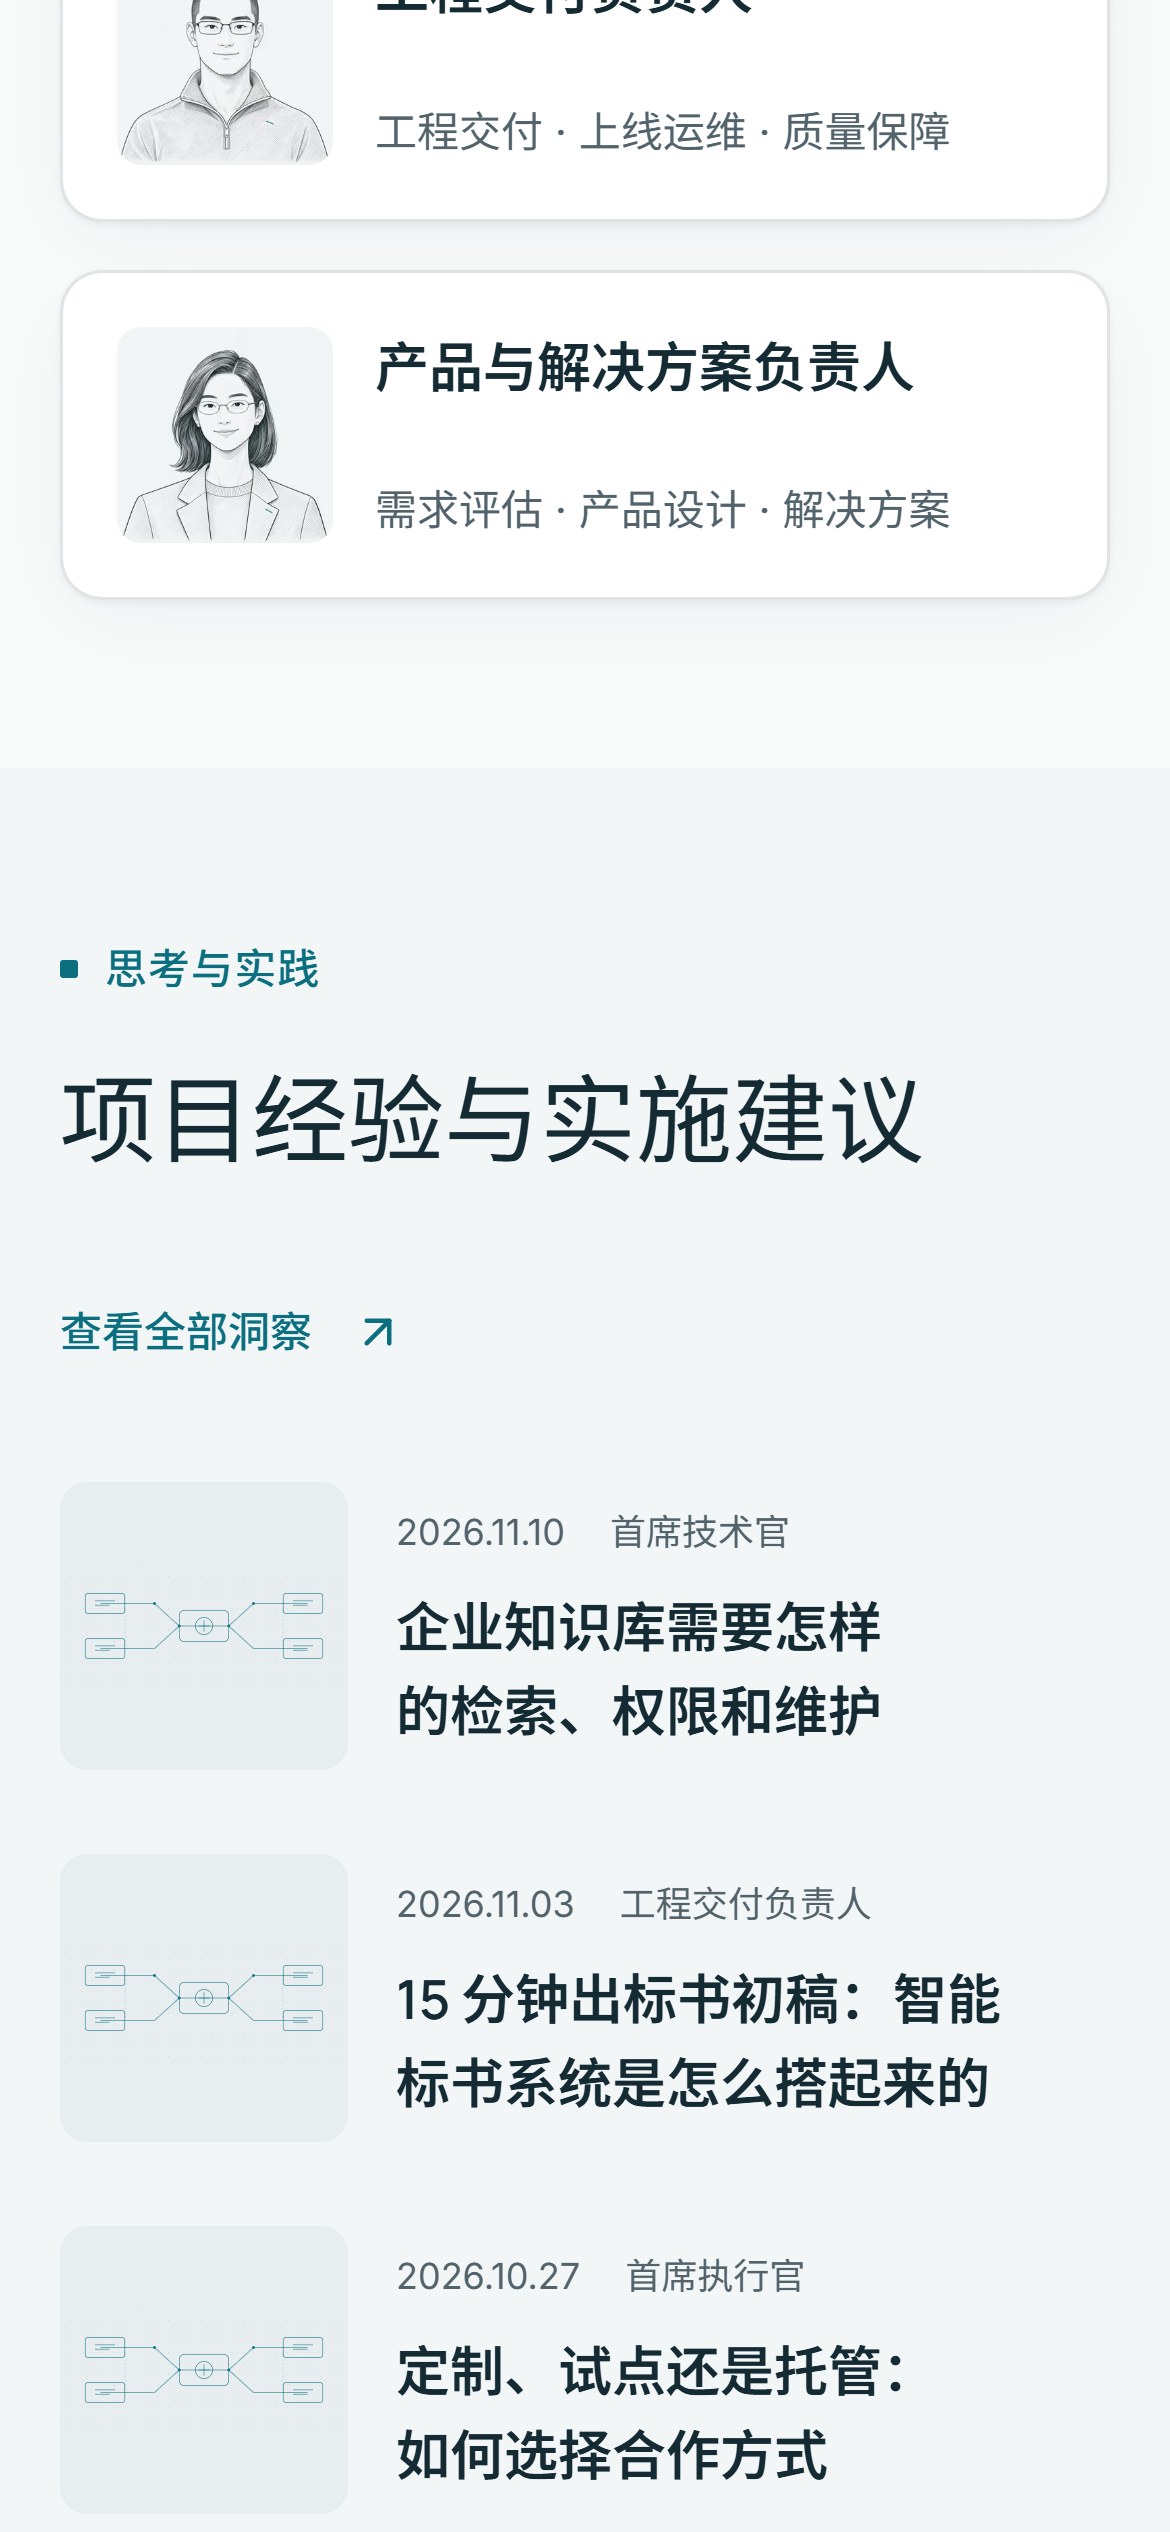 工程交付负责人
工程交付 · 上线运维 · 质量保障
产品与解决方案负责人
需求评估 · 产品设计 · 解决方案
思考与实践
项目经验与实施建议
查看全部洞察
2026.11.10 首席技术官
企业知识库需要怎样
的检索、权限和维护
2026.11.03 工程交付负责人
15 分钟出标书初稿：智能
标书系统是怎么搭起来的
2026.10.27 首席执行官
定制、试点还是托管：
如何选择合作方式